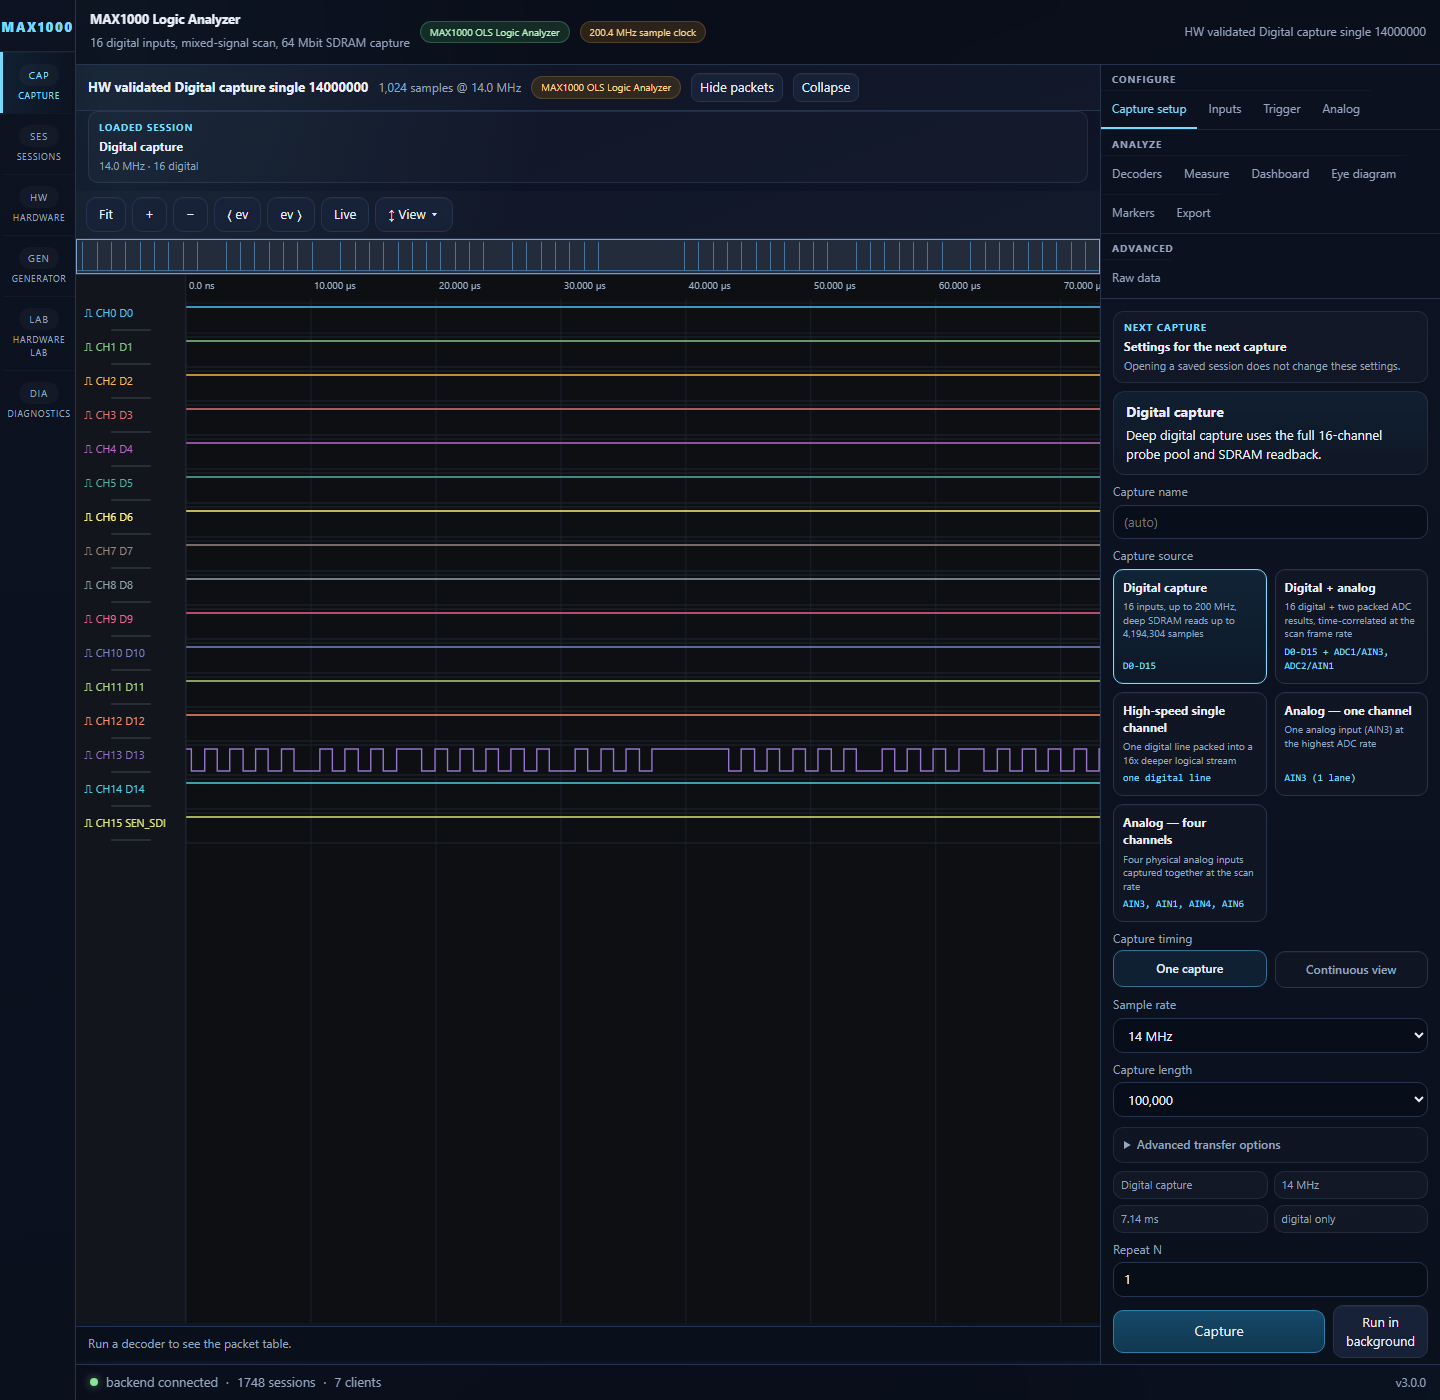 MAX1000
CAP
CAPTURE
SES
SESSIONS
HW
HARDWARE
GEN
GENERATOR
LAB
HARDWARE
LAB
DIA
DIAGNOSTICS
MAX1000 Logic Analyzer
16 digital inputs, mixed-signal scan, 64 Mbit SDRAM capture
MAX1000 OLS Logic Analyzer
200.4 MHz sample clock
HW validated Digital capture single 14000000
HW validated Digital capture single 14000000
1,024 samples @ 14.0 MHz
MAX1000 OLS Logic Analyzer
Hide packets
Collapse
LOADED SESSION
Digital capture
14.0 MHz · 16 digital
Fit
+
−
⟨ ev
ev ⟩
Live
↕ View ▾
0.0 ns
10.000 µs
20.000 µs
30.000 µs
40.000 µs
50.000 µs
60.000 µs
70.000 µ
CH0 D0
CH1 D1
CH2 D2
CH3 D3
CH4 D4
CH5 D5
CH6 D6
CH7 D7
CH8 D8
CH9 D9
CH10 D10
CH11 D11
CH12 D12
CH13 D13
CH14 D14
CH15 SEN_SDI
Run a decoder to see the packet table.
CONFIGURE
Capture setup
Inputs
Trigger
Analog
ANALYZE
Decoders
Measure
Dashboard
Eye diagram
Markers
Export
ADVANCED
Raw data
NEXT CAPTURE
Settings for the next capture
Opening a saved session does not change these settings.
Digital capture
Deep digital capture uses the full 16-channel
probe pool and SDRAM readback.
Capture name
(auto)
Capture source
Digital capture
16 inputs, up to 200 MHz,
deep SDRAM reads up to
4,194,304 samples
D0-D15
Digital + analog
16 digital + two packed ADC
results, time-correlated at the
scan frame rate
D0-D15 + ADC1/AIN3,
ADC2/AIN1
High-speed single
channel
One digital line packed into a
16x deeper logical stream
one digital line
Analog — one channel
One analog input (AIN3) at
the highest ADC rate
AIN3 (1 lane)
Analog — four
channels
Four physical analog inputs
captured together at the scan
rate
AIN3, AIN1, AIN4, AIN6
Capture timing
One capture
Continuous view
Sample rate
14 MHz
Capture length
100,000
▶ Advanced transfer options
Digital capture
14 MHz
7.14 ms
digital only
Repeat N
1
Capture
Run in
background
backend connected · 1748 sessions · 7 clients
v3.0.0